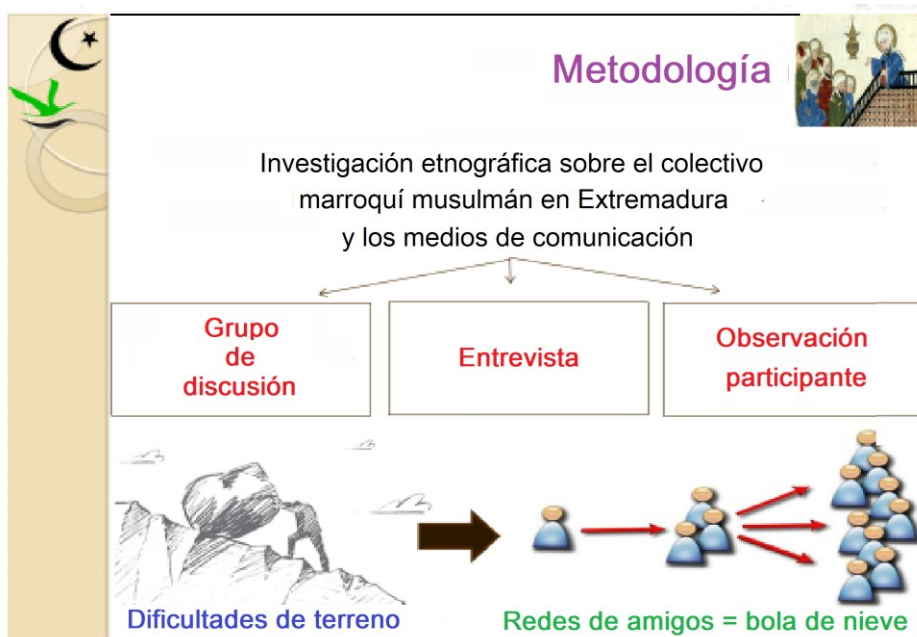 Metodología
Investigación etnográfica sobre el colectivo
marroquí musulmán en Extremadura
y los medios de comunicación
Grupo
de
discusión
Entrevista
Observación
participante
Dificultades de terreno
Redes de amigos = bola de nieve